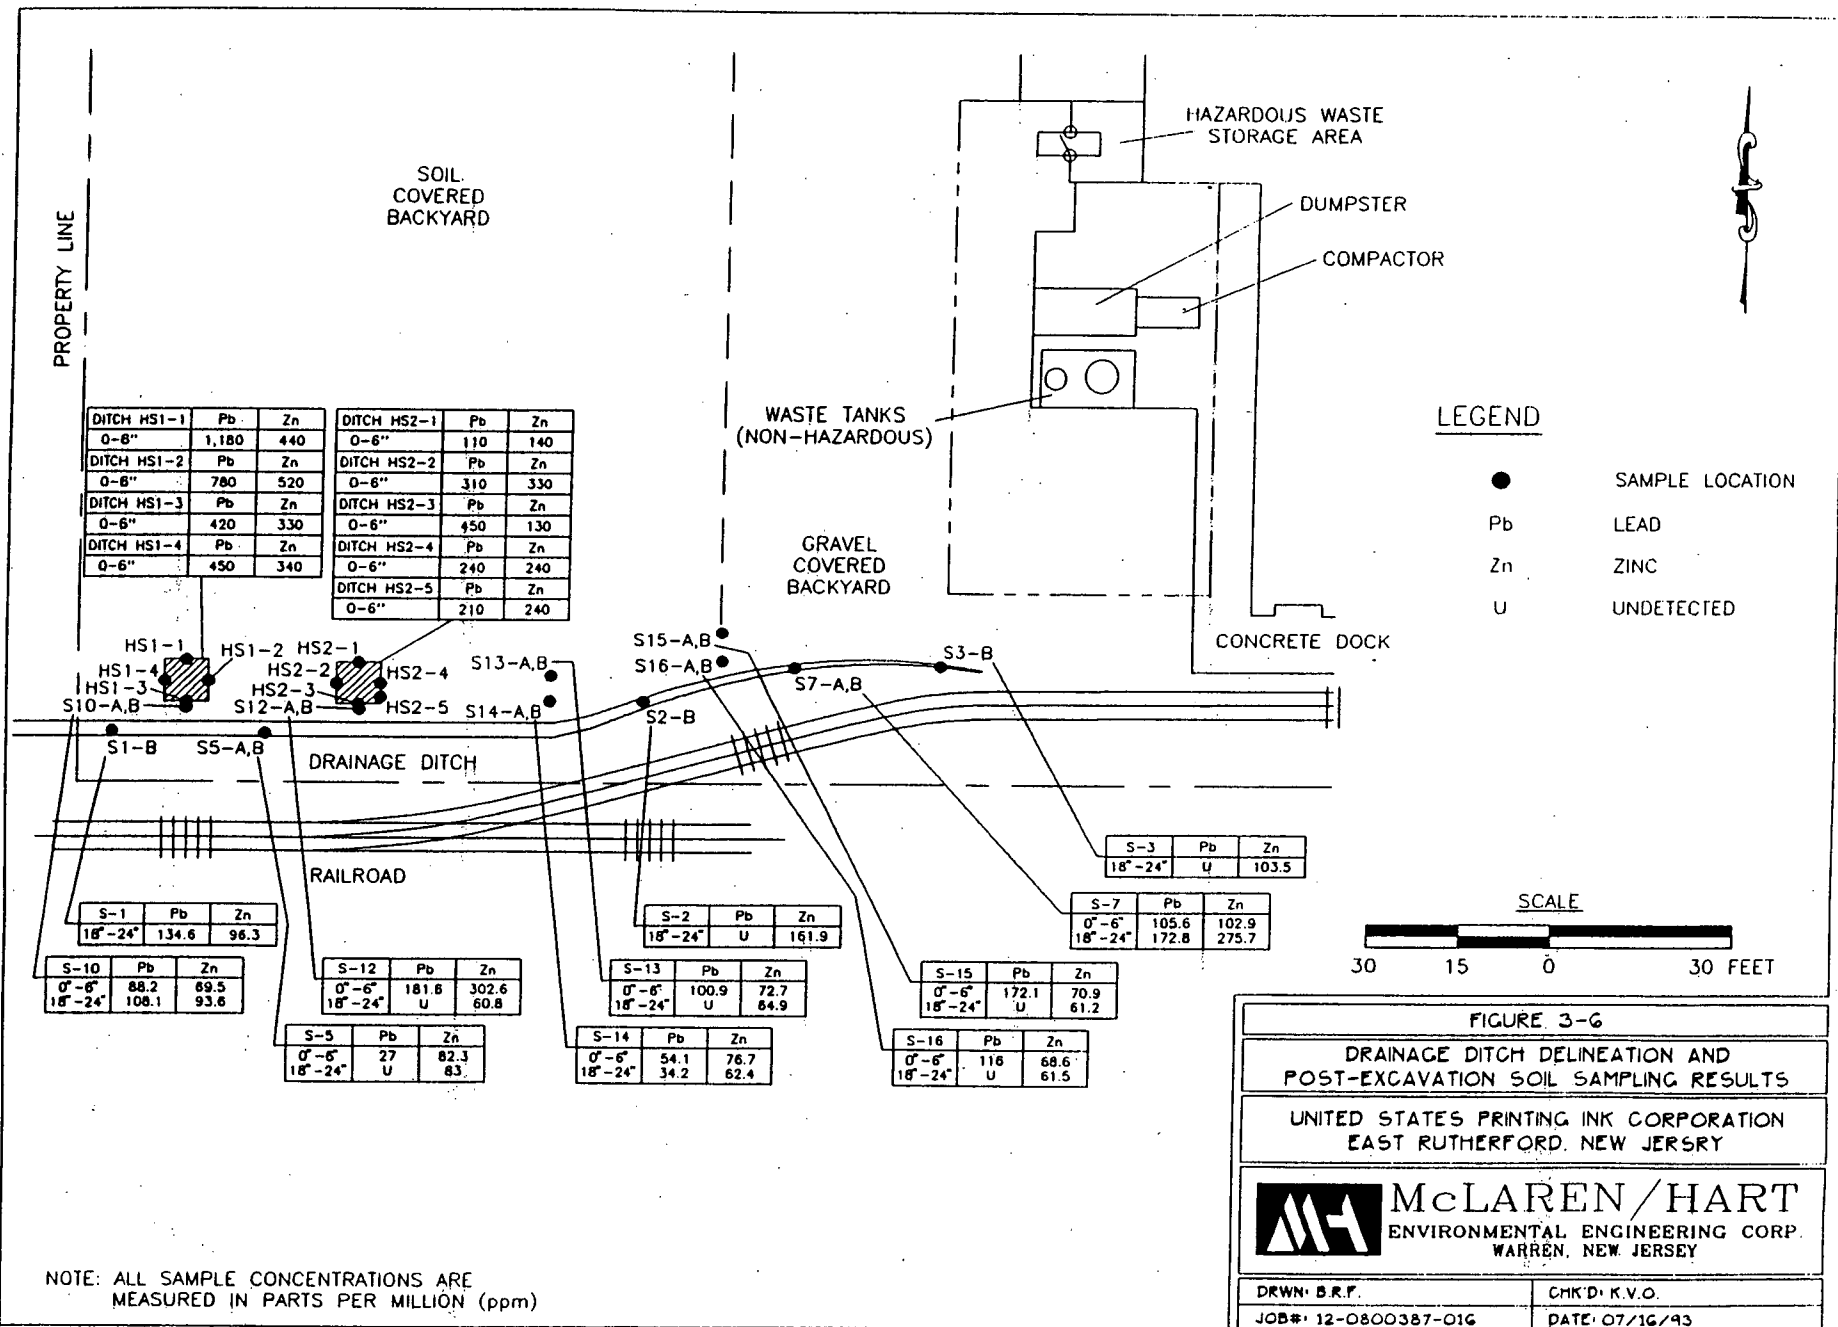 HAZARDOUS WASTE
STORAGE AREA
SOIL
COVERED
BACKYARD
DUMPSTER
COMPACTOR
PROPERTY LINE
WASTE TANKS
(NON-HAZARDOUS)
GRAVEL
COVERED
BACKYARD
LEGEND
SAMPLE LOCATION
Pb LEAD
Zn ZINC
U UNDETECTED
DITCH HS1-1 Pb Zn
0-6" 1,180 440
DITCH HS1-2 Pb Zn
0-6" 780 520
DITCH HS1-3 Pb Zn
0-6" 420 330
DITCH HS1-4 Pb Zn
0-6" 450 340
DITCH HS2-1 Pb Zn
0-6" 110 140
DITCH HS2-2 Pb Zn
0-6" 310 330
DITCH HS2-3 Pb Zn
0-6" 450 130
DITCH HS2-4 Pb Zn
0-6" 240 240
DITCH HS2-5 Pb Zn
0-6" 210 240
CONCRETE DOCK
HS1-1
HS1-2
HS1-4
HS1-3
S10-A,B
HS2-1
HS2-2
HS2-4
HS2-3
S12-A,B
HS2-5
S13-A,B
S14-A,B
S15-A,B
S16-A,B
S3-B
S7-A,B
S2-B
S1-B
S5-A,B
DRAINAGE DITCH
RAILROAD
S-3 Pb Zn
18"-24" U 103.5
S-7 Pb Zn
0"-6" 105.6 102.9
18"-24" 172.8 275.7
S-1 Pb Zn
18"-24" 134.6 96.3
S-2 Pb Zn
18"-24" U 161.9
S-10 Pb Zn
0"-6" 88.2 69.5
18"-24" 108.1 93.6
S-12 Pb Zn
0"-6" 181.6 302.6
18"-24" U 60.8
S-13 Pb Zn
0"-6" 100.9 72.7
18"-24" U 64.9
S-15 Pb Zn
0"-6" 172.1 70.9
18"-24" U 61.2
S-5 Pb Zn
0"-6" 27 82.3
18"-24" U 83
S-14 Pb Zn
0"-6" 54.1 76.7
18"-24" 34.2 62.4
S-16 Pb Zn
0"-6" 116 68.6
18"-24" U 61.5
SCALE
30 15 0 30 FEET
FIGURE 3-6
DRAINAGE DITCH DELINEATION AND
POST-EXCAVATION SOIL SAMPLING RESULTS
UNITED STATES PRINTING INK CORPORATION
EAST RUTHERFORD. NEW JERSRY
McLAREN/HART
ENVIRONMENTAL ENGINEERING CORP.
WARREN, NEW JERSEY
DRWN: B.R.F. CHK'D: K.V.O.
JOB#: 12-0800387-016 DATE: 07/16/93
NOTE: ALL SAMPLE CONCENTRATIONS ARE
MEASURED IN PARTS PER MILLION (ppm)